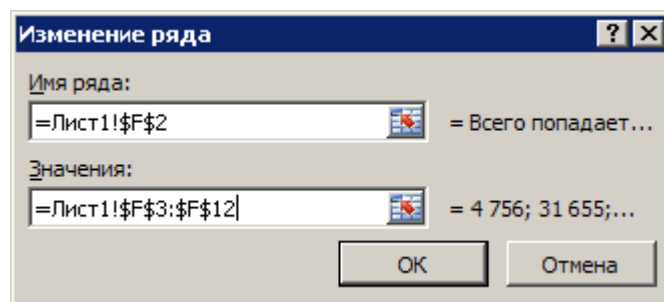 Изменение ряда
Имя ряда:
=Лист1!$F$2 = Всего попадает...
Значения:
=Лист1!$F$3:$F$12 = 4 756; 31 655;...
ОК Отмена